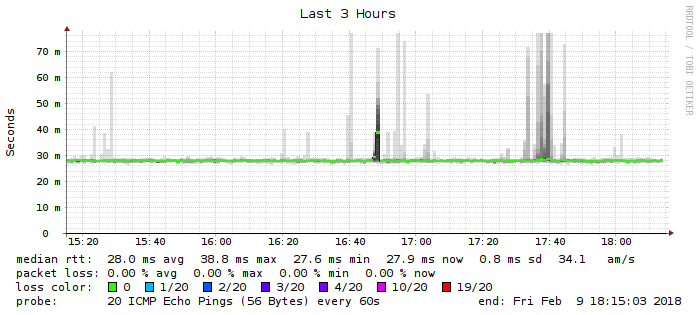 Last 3 Hours
RRDTOOL / TOBI OETIKER
Seconds
70 m
60 m
50 m
40 m
30 m
20 m
10 m
0
15:20 15:40 16:00 16:20 16:40 17:00 17:20 17:40 18:00
median rtt: 28.0 ms avg 38.8 ms max 27.6 ms min 27.9 ms now 0.8 ms sd 34.1 am/s
packet loss: 0.00 % avg 0.00 % max 0.00 % min 0.00 % now
loss color: 0 1/20 2/20 3/20 4/20 10/20 19/20
probe: 20 ICMP Echo Pings (56 Bytes) every 60s end: Fri Feb 9 18:15:03 2018